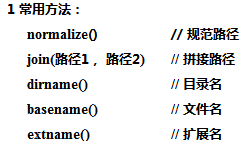 1 常用方法：
normalize() // 规范路径
join(路径1 ，路径2) // 拼接路径
dirname() // 目录名
basename() // 文件名
extname() // 扩展名